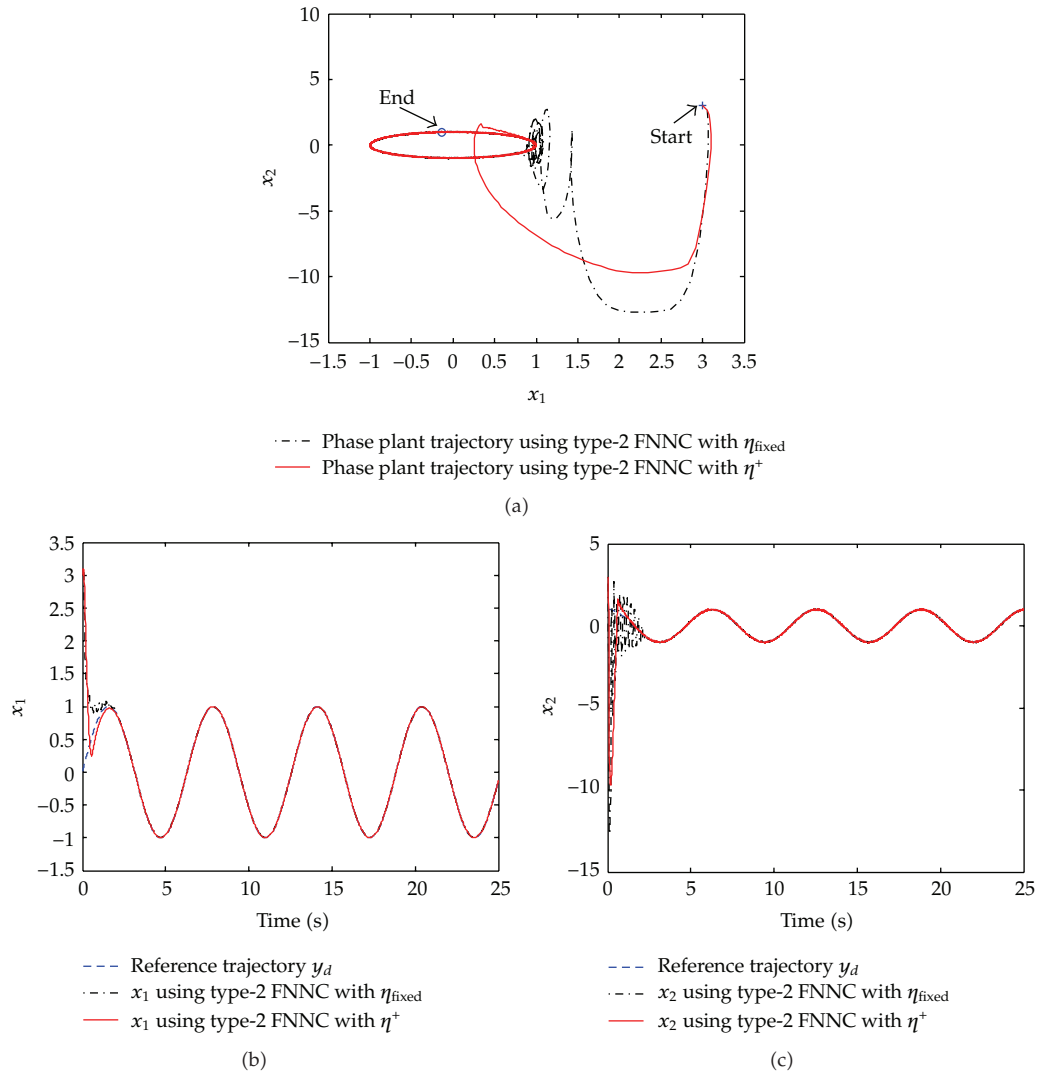 10
5
0
−5
−10
−15
x₂
End
Start
−1.5 −1 −0.5 0 0.5 1 1.5 2 2.5 3 3.5
x₁
Phase plant trajectory using type-2 FNNC with η_fixed
Phase plant trajectory using type-2 FNNC with η⁺
(a)
3.5
3
2.5
2
1.5
1
0.5
0
−0.5
−1
−1.5
x₁
0 5 10 15 20 25
Time (s)
Reference trajectory y_d
x₁ using type-2 FNNC with η_fixed
x₁ using type-2 FNNC with η⁺
(b)
5
0
−5
−10
−15
x₂
0 5 10 15 20 25
Time (s)
Reference trajectory y_d
x₂ using type-2 FNNC with η_fixed
x₂ using type-2 FNNC with η⁺
(c)